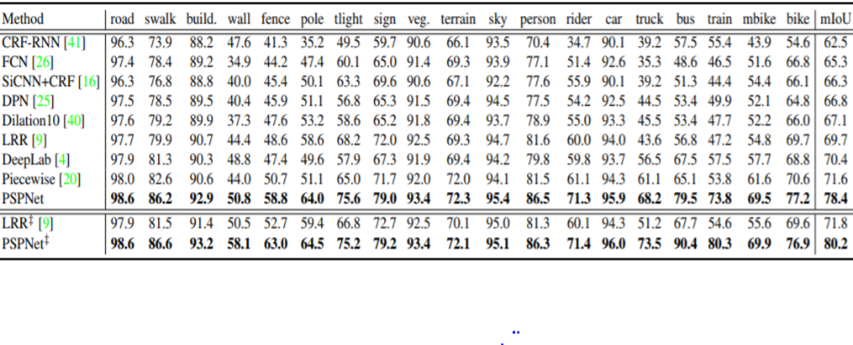 Method road swalk build. wall fence pole tlight sign veg. terrain sky person rider car truck bus train mbike bike mIoU
CRF-RNN [41] 96.3 73.9 88.2 47.6 41.3 35.2 49.5 59.7 90.6 66.1 93.5 70.4 34.7 90.1 39.2 57.5 55.4 43.9 54.6 62.5
FCN [26] 97.4 78.4 89.2 34.9 44.2 47.4 60.1 65.0 91.4 69.3 93.9 77.1 51.4 92.6 35.3 48.6 46.5 51.6 66.8 65.3
SiCNN+CRF [16] 96.3 76.8 88.8 40.0 45.4 50.1 63.3 69.6 90.6 67.1 92.2 77.6 55.9 90.1 39.2 51.3 44.4 54.4 66.1 66.3
DPN [25] 97.5 78.5 89.5 40.4 45.9 51.1 56.8 65.3 91.5 69.4 94.5 77.5 54.2 92.5 44.5 53.4 49.9 52.1 64.8 66.8
Dilation10 [40] 97.6 79.2 89.9 37.3 47.6 53.2 58.6 65.2 91.8 69.4 93.7 78.9 55.0 93.3 45.5 53.4 47.7 52.2 66.0 67.1
LRR [9] 97.7 79.9 90.7 44.4 48.6 58.6 68.2 72.0 92.5 69.3 94.7 81.6 60.0 94.0 43.6 56.8 47.2 54.8 69.7 69.7
DeepLab [4] 97.9 81.3 90.3 48.8 47.4 49.6 57.9 67.3 91.9 69.4 94.2 79.8 59.8 93.7 56.5 67.5 57.5 57.7 68.8 70.4
Piecewise [20] 98.0 82.6 90.6 44.0 50.7 51.1 65.0 71.7 92.0 72.0 94.1 81.5 61.1 94.3 61.1 65.1 53.8 61.6 70.6 71.6
PSPNet 98.6 86.2 92.9 50.8 58.8 64.0 75.6 79.0 93.4 72.3 95.4 86.5 71.3 95.9 68.2 79.5 73.8 69.5 77.2 78.4
LRR‡ [9] 97.9 81.5 91.4 50.5 52.7 59.4 66.8 72.7 92.5 70.1 95.0 81.3 60.1 94.3 51.2 67.7 54.6 55.6 69.6 71.8
PSPNet‡ 98.6 86.6 93.2 58.1 63.0 64.5 75.2 79.2 93.4 72.1 95.1 86.3 71.4 96.0 73.5 90.4 80.3 69.9 76.9 80.2